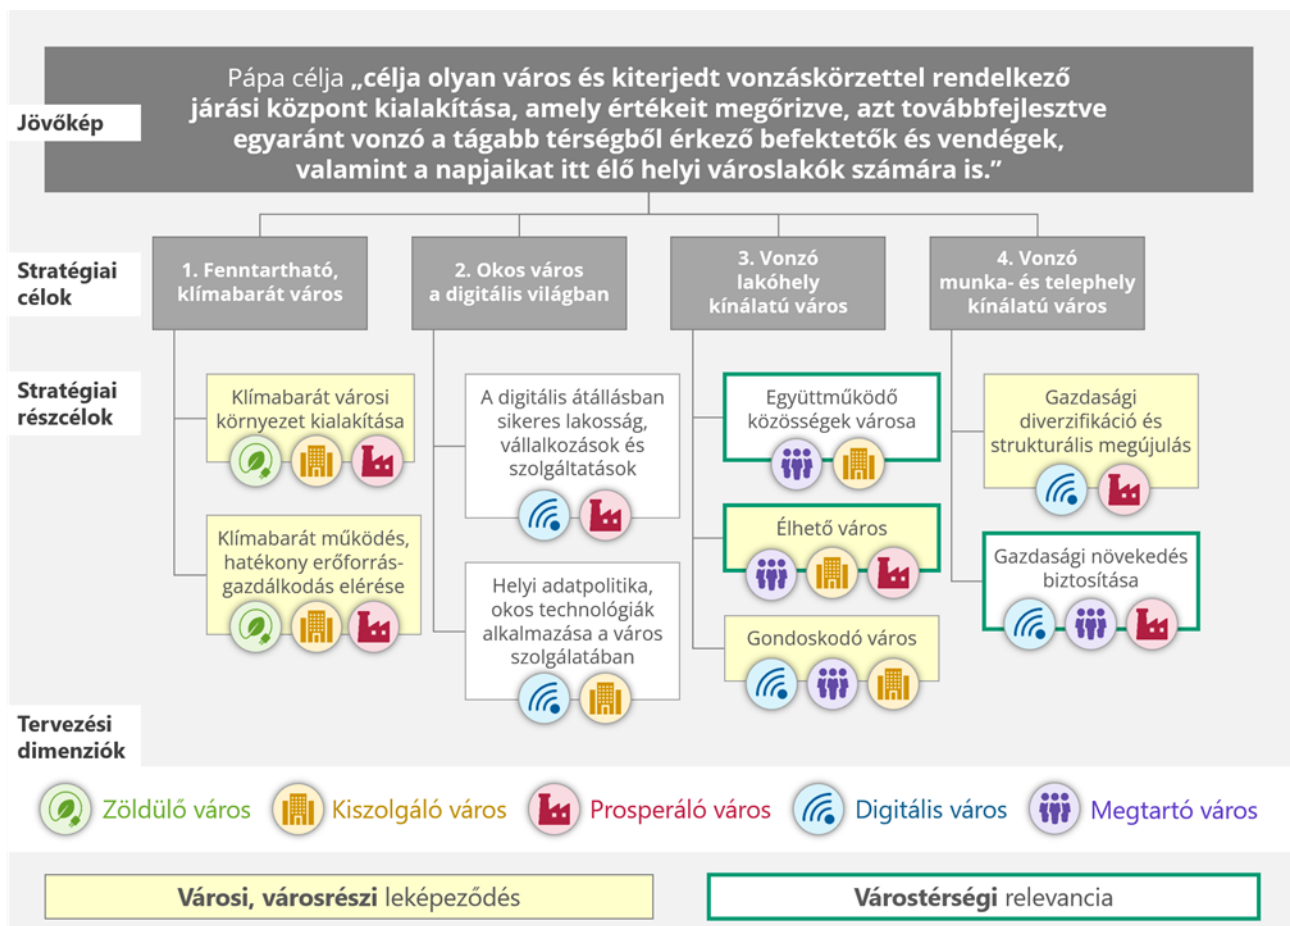 Pápa célja „célja olyan város és kiterjedt vonzáskörzettel rendelkező
járási központ kialakítása, amely értékeit megőrizve, azt továbbfejlesztve
egyaránt vonzó a tágabb térségből érkező befektetők és vendégek,
valamint a napjaikat itt élő helyi városlakók számára is.”
Jövőkép
Stratégiai
célok
1. Fenntartható,
klímabarát város
2. Okos város
a digitális világban
3. Vonzó
lakóhely
kínálatú város
4. Vonzó
munka- és telephely
kínálatú város
Stratégiai
részcélok
Klímabarát városi
környezet kialakítása
Klímabarát működés,
hatékony erőforrás-
gazdálkodás elérése
A digitális átállásban
sikeres lakosság,
vállalkozások és
szolgáltatások
Helyi adatpolitika,
okos technológiák
alkalmazása a város
szolgálatában
Együttműködő
közösségek városa
Élhető város
Gondoskodó város
Gazdasági
diverzifikáció és
strukturális megújulás
Gazdasági növekedés
biztosítása
Tervezési
dimenziók
Zöldülő város
Kiszolgáló város
Prosperáló város
Digitális város
Megtartó város
Városi, városrészi leképeződés
Várostérségi relevancia